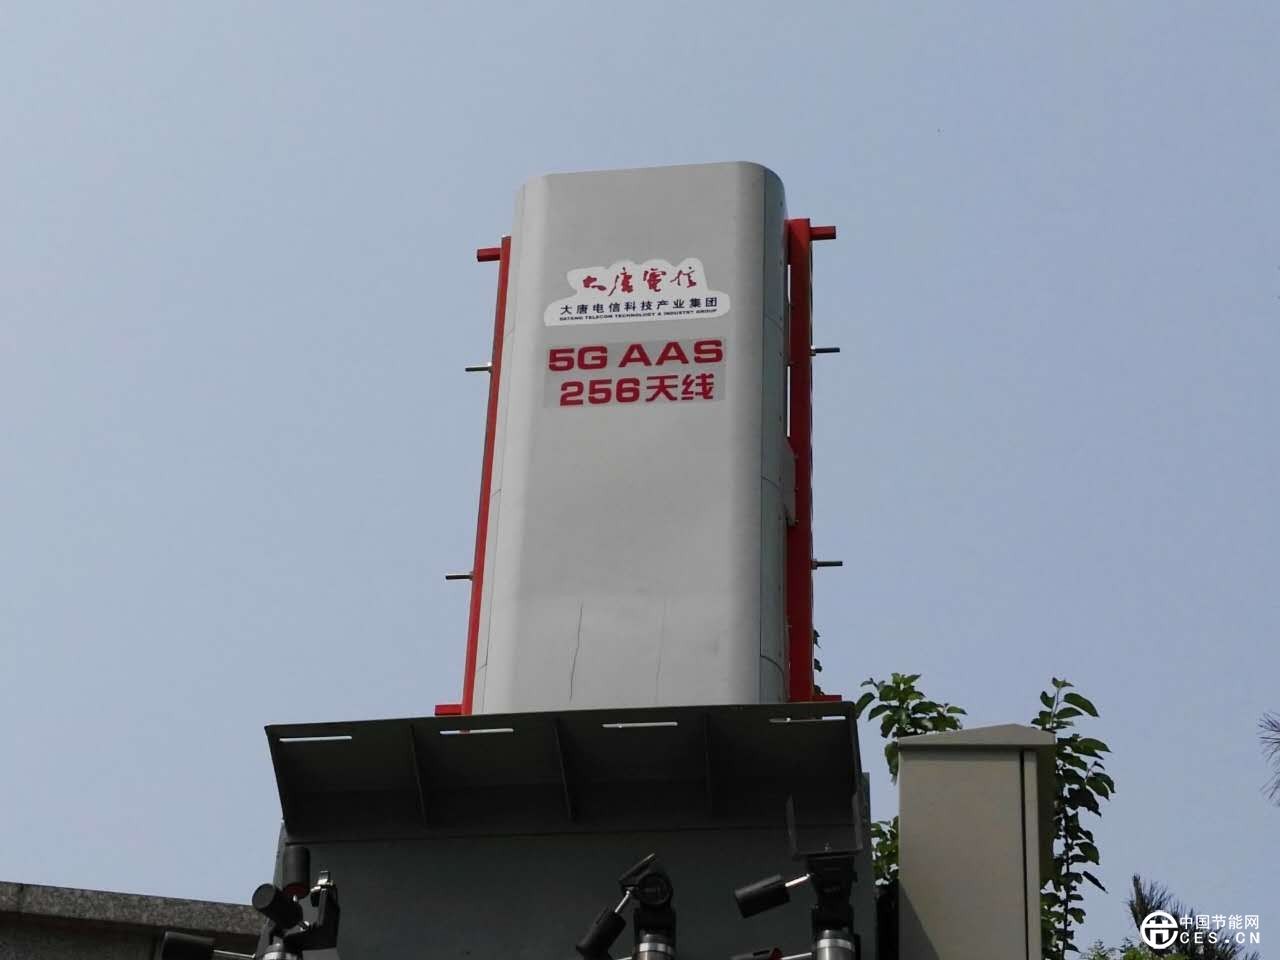 大唐電信
大唐电信科技产业集团
DATANG TELECOM TECHNOLOGY & INDUSTRY GROUP
5G AAS
256天线
中国节能网
CES.CN